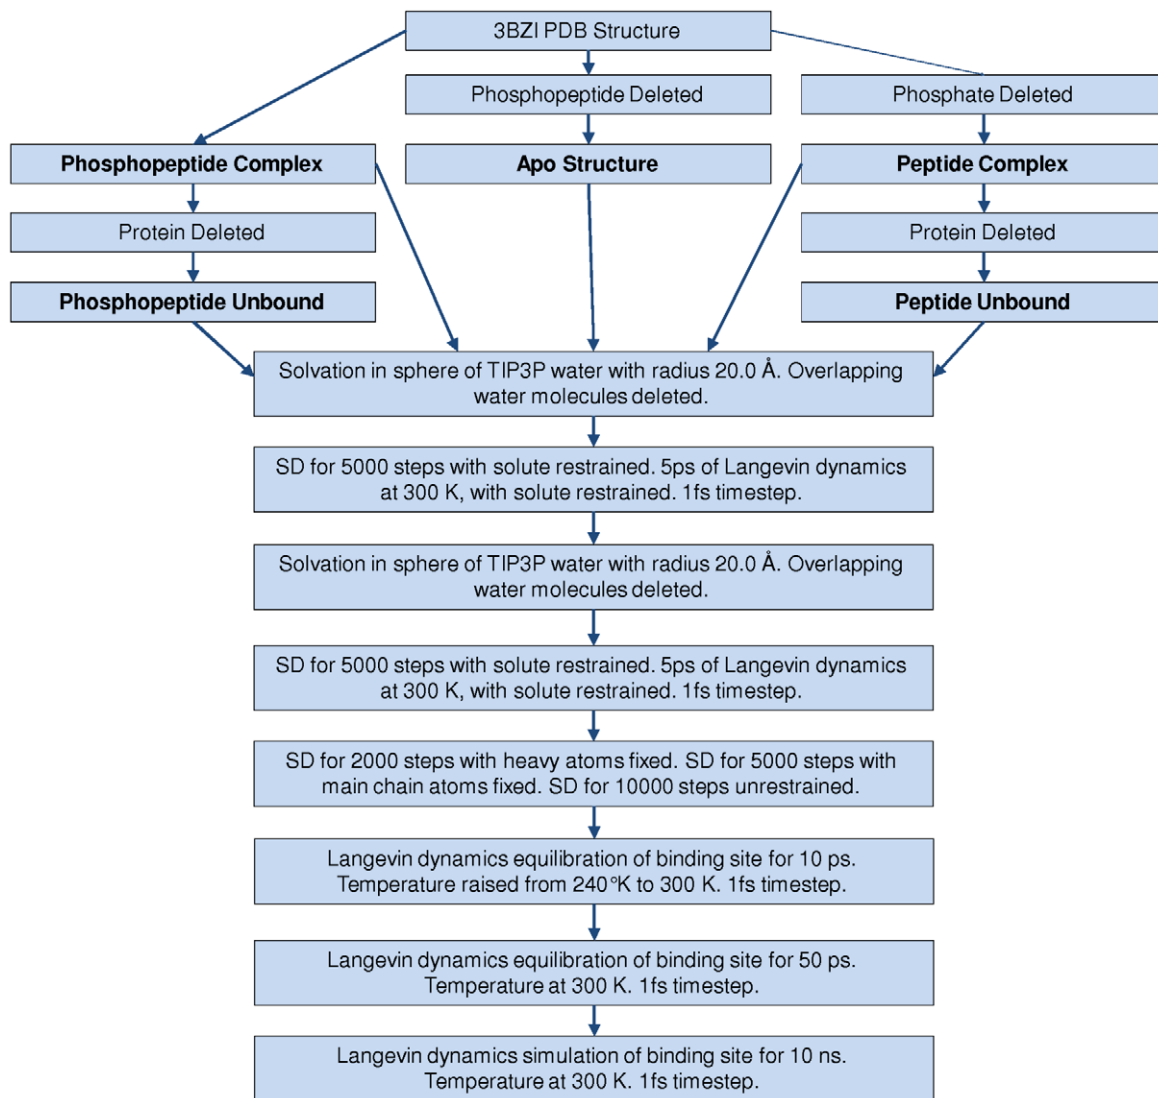 3BZI PDB Structure
Phosphopeptide Deleted
Phosphate Deleted
Phosphopeptide Complex
Apo Structure
Peptide Complex
Protein Deleted
Protein Deleted
Phosphopeptide Unbound
Peptide Unbound
Solvation in sphere of TIP3P water with radius 20.0 Å. Overlapping
water molecules deleted.
SD for 5000 steps with solute restrained. 5ps of Langevin dynamics
at 300 K, with solute restrained. 1fs timestep.
Solvation in sphere of TIP3P water with radius 20.0 Å. Overlapping
water molecules deleted.
SD for 5000 steps with solute restrained. 5ps of Langevin dynamics
at 300 K, with solute restrained. 1fs timestep.
SD for 2000 steps with heavy atoms fixed. SD for 5000 steps with
main chain atoms fixed. SD for 10000 steps unrestrained.
Langevin dynamics equilibration of binding site for 10 ps.
Temperature raised from 240°K to 300 K. 1fs timestep.
Langevin dynamics equilibration of binding site for 50 ps.
Temperature at 300 K. 1fs timestep.
Langevin dynamics simulation of binding site for 10 ns.
Temperature at 300 K. 1fs timestep.